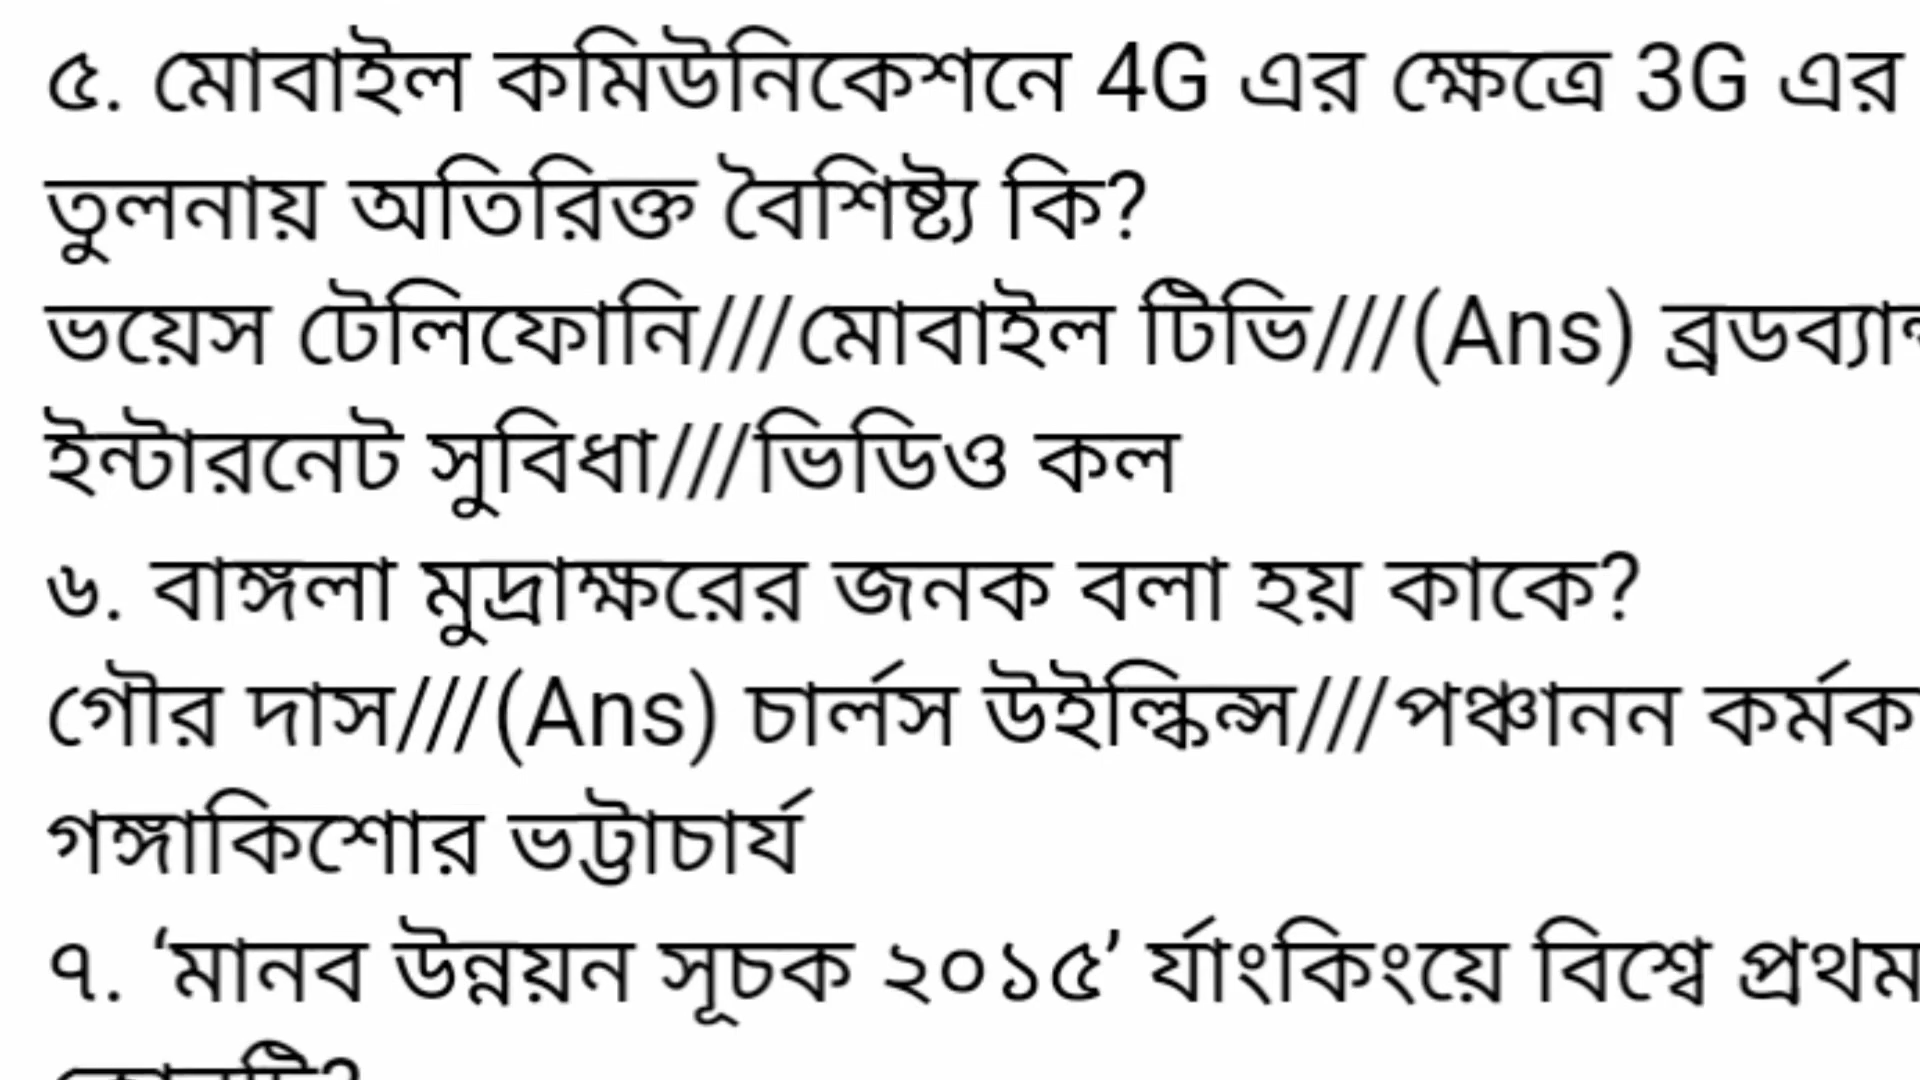 ৫. মোবাইল কমিউনিকেশনে 4G এর ক্ষেত্রে 3G এর
তুলনায় অতিরিক্ত বৈশিষ্ট্য কি?
ভয়েস টেলিফোনি///মোবাইল টিভি///(Ans)
ইন্টারনেট সুবিধা///ভিডিও কল
৬. বাঙ্গলা মুদ্রাক্ষরের জনক বলা হয় কাকে?
গৌর দাস///(Ans) চার্লস উইল্কিন্স///পঞ্চানন
গঙ্গাকিশোর ভট্টাচার্য
৭. ‘মানব উন্নয়ন সূচক ২০১৫’ র্যাংকিংয়ে বিশ্বে প্রথম